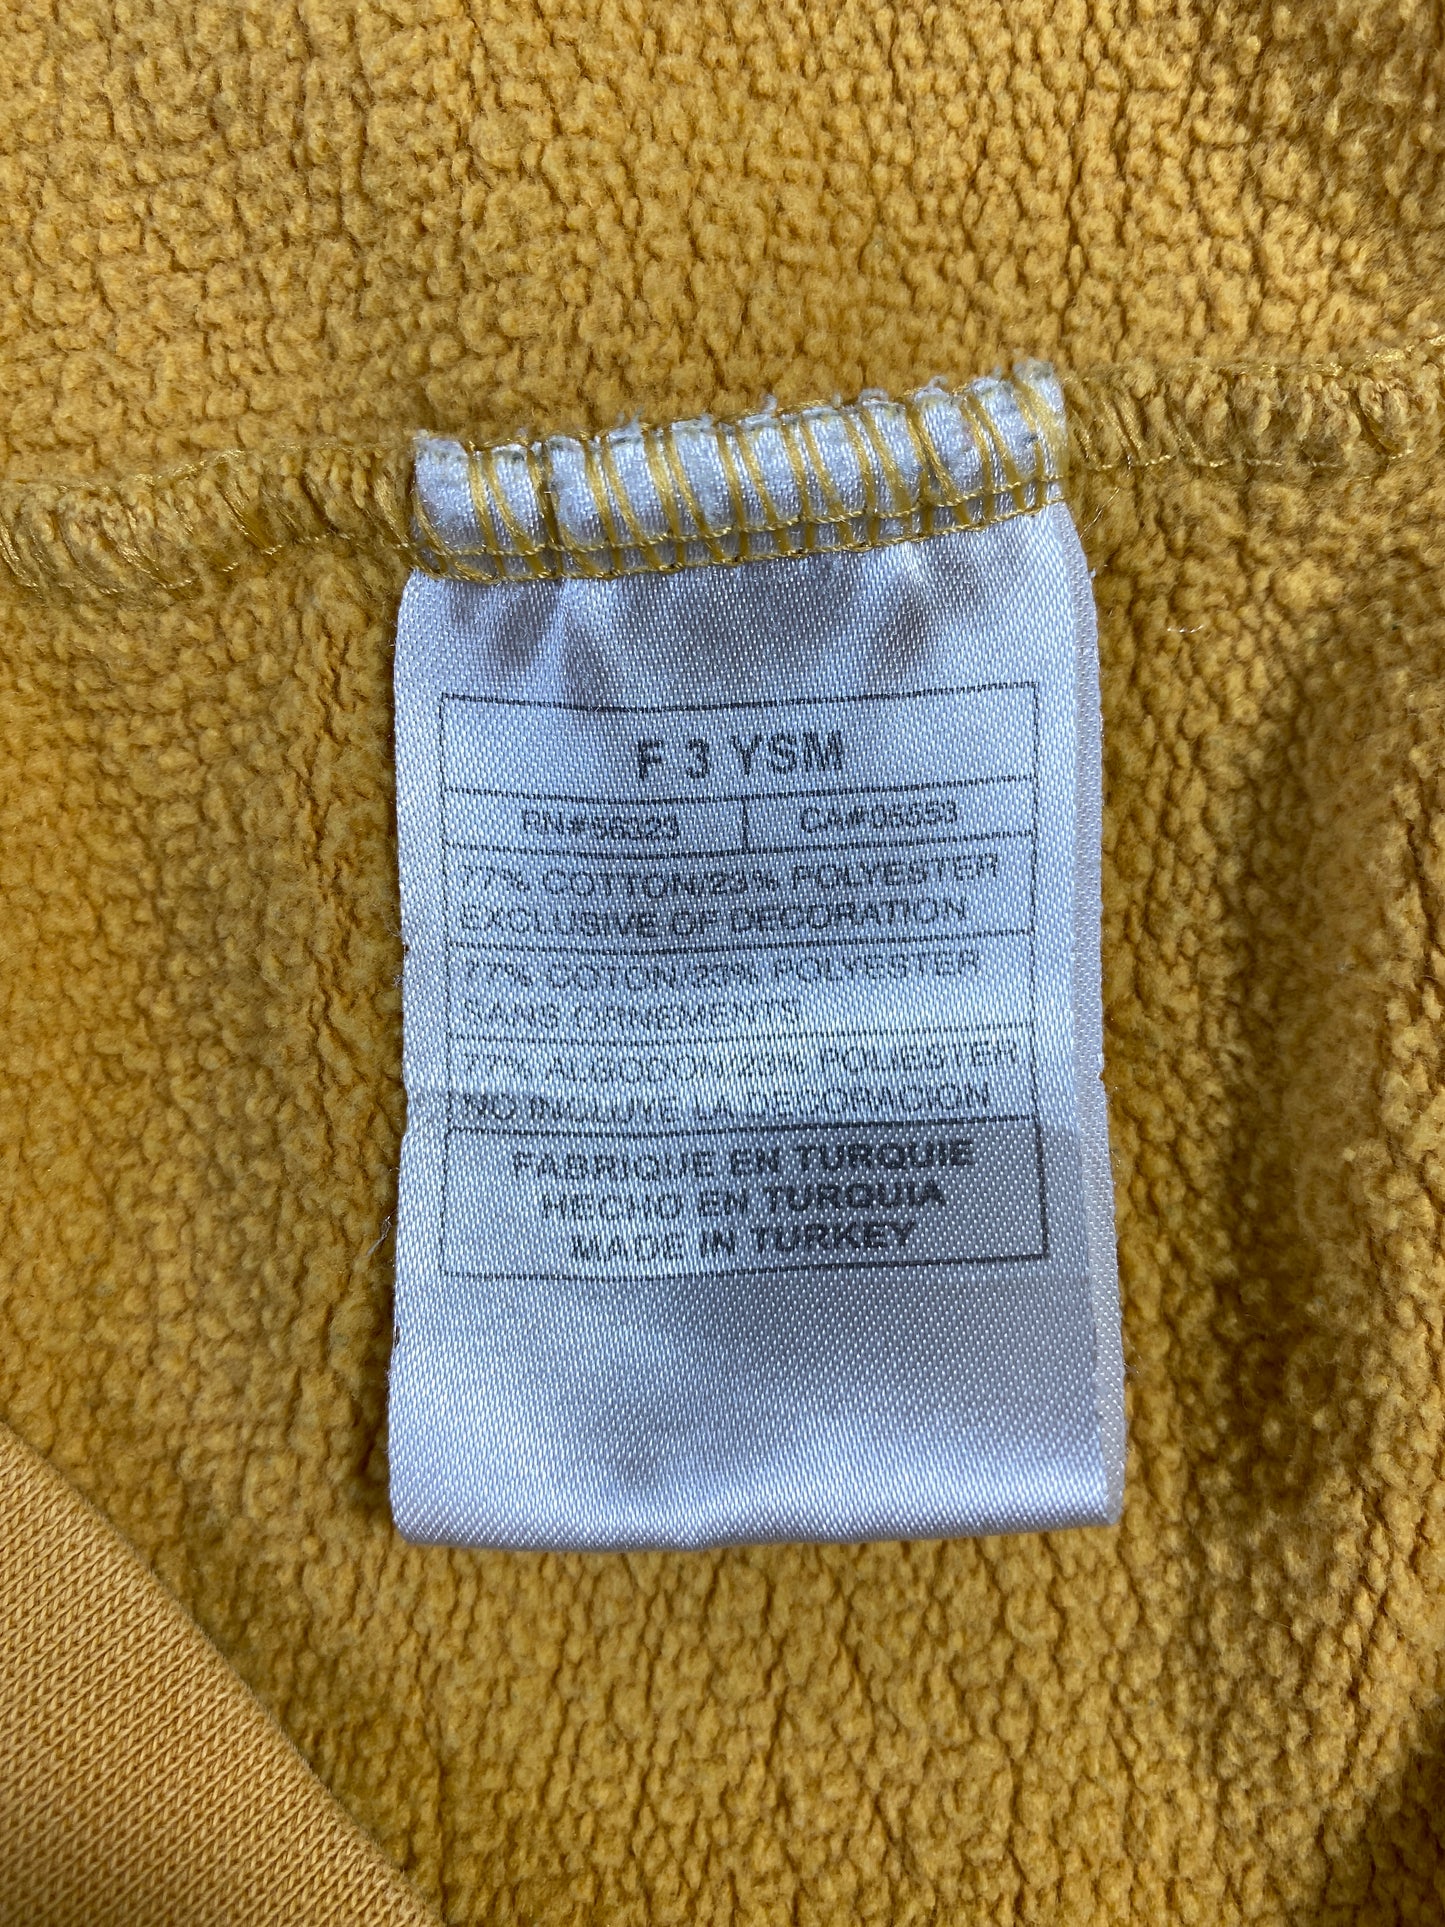 F 3 YSM
RN#56323 CA#05553
77% COTTON/23% POLYESTER
EXCLUSIVE OF DECORATION
77% COTON/23% POLYESTER
SANS ORNEMENTS
77% ALGODON/23% POLIESTER
NO INCLUYE LA DECORACION
FABRIQUE EN TURQUIE
HECHO EN TURQUIA
MADE IN TURKEY